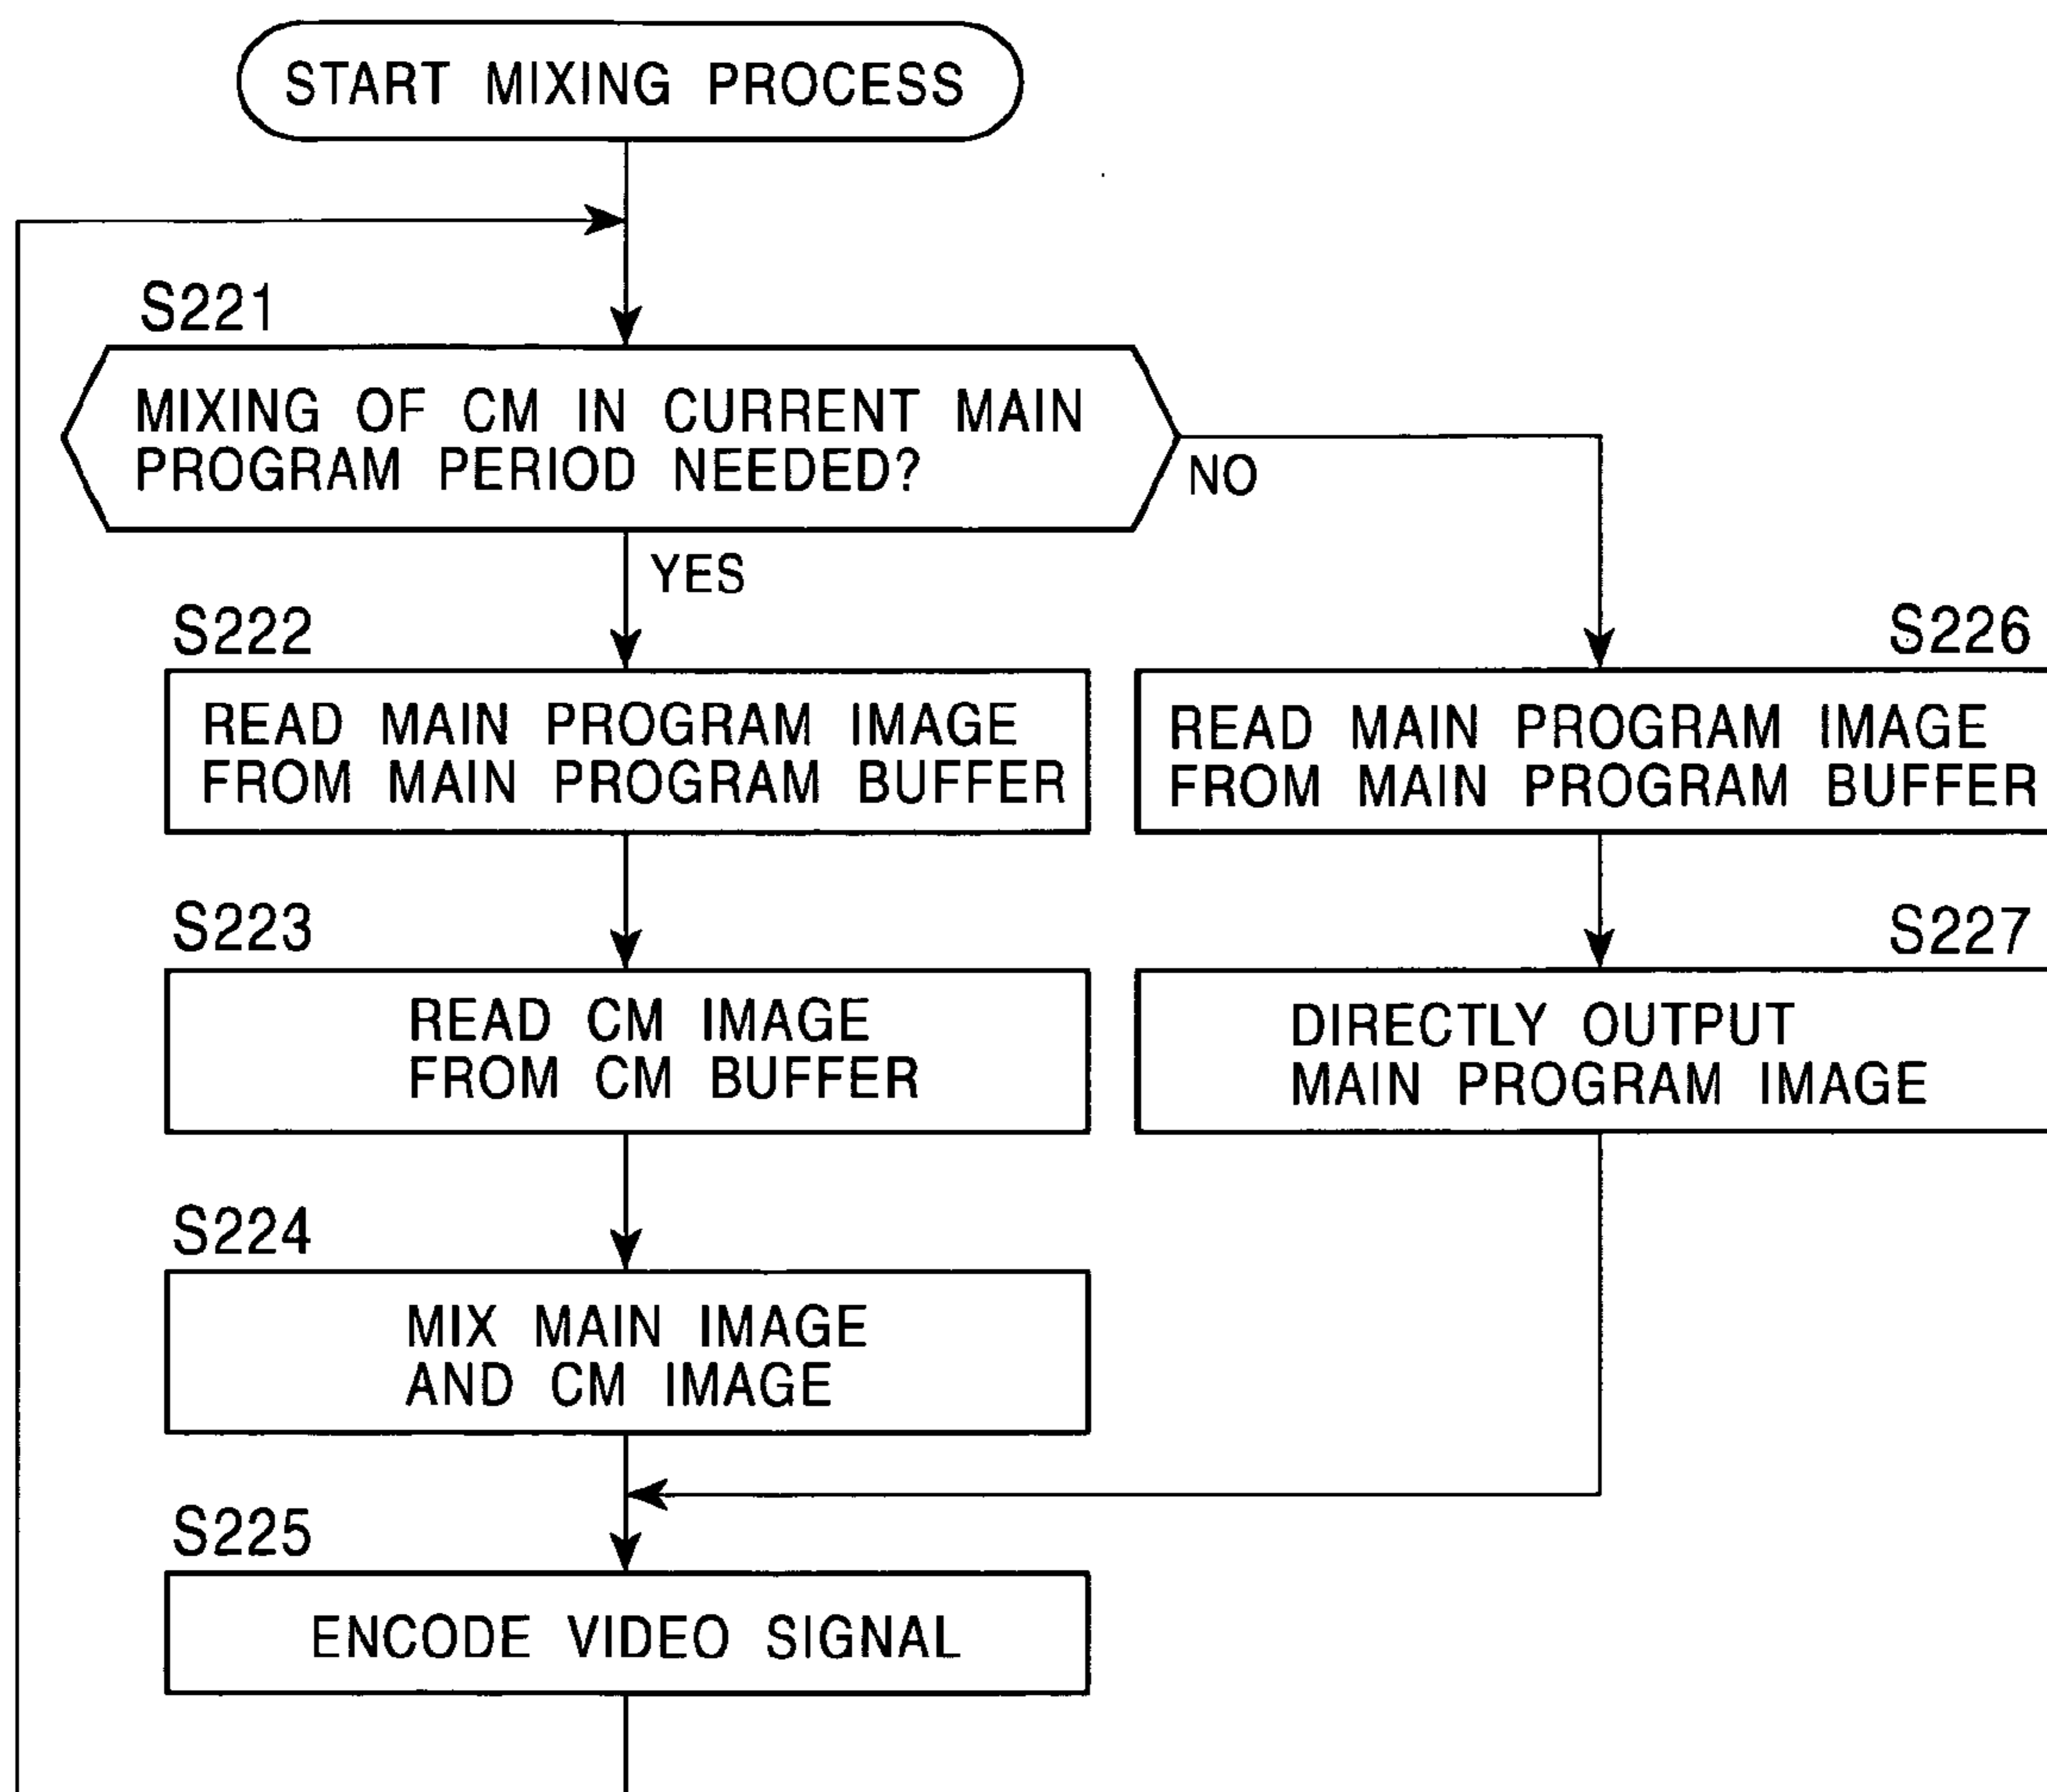 START MIXING PROCESS
S221
MIXING OF CM IN CURRENT MAIN
PROGRAM PERIOD NEEDED?
NO
YES
S222
READ MAIN PROGRAM IMAGE
FROM MAIN PROGRAM BUFFER
S226
READ MAIN PROGRAM IMAGE
FROM MAIN PROGRAM BUFFER
S223
READ CM IMAGE
FROM CM BUFFER
S227
DIRECTLY OUTPUT
MAIN PROGRAM IMAGE
S224
MIX MAIN IMAGE
AND CM IMAGE
S225
ENCODE VIDEO SIGNAL